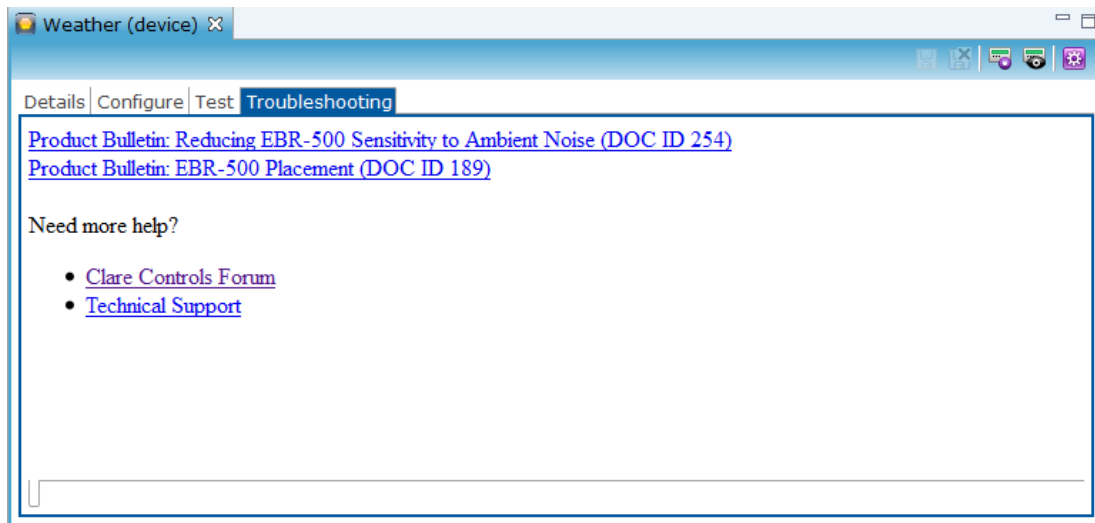 Weather (device)
Details Configure Test Troubleshooting
Product Bulletin: Reducing EBR-500 Sensitivity to Ambient Noise (DOC ID 254)
Product Bulletin: EBR-500 Placement (DOC ID 189)
Need more help?
Clare Controls Forum
Technical Support